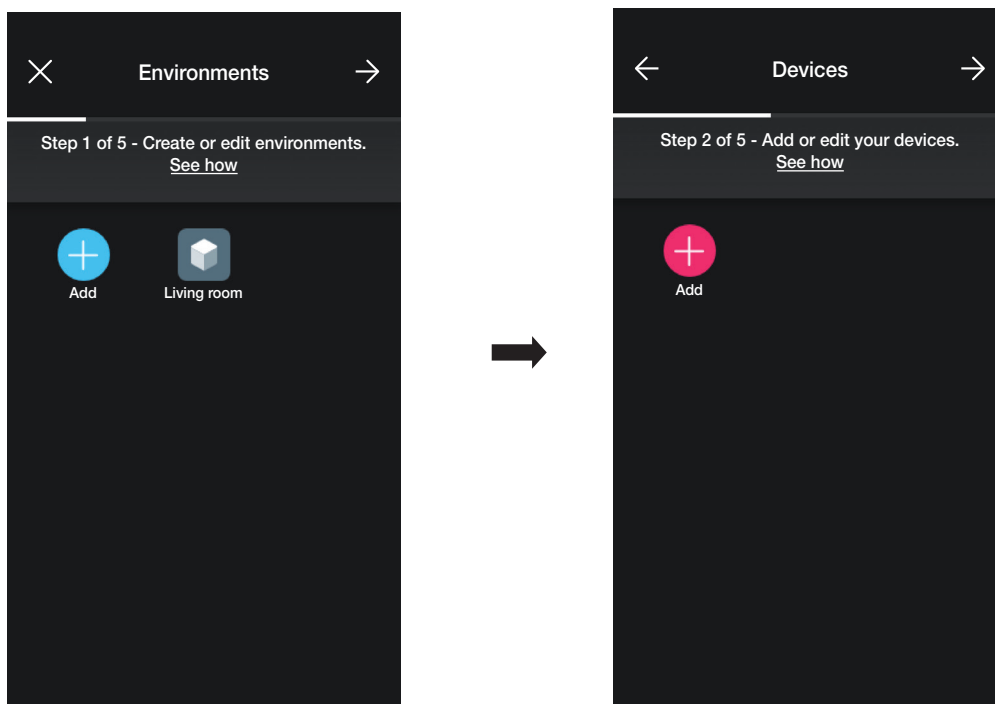 Environments
Step 1 of 5 - Create or edit environments.
See how
Add
Living room
Devices
Step 2 of 5 - Add or edit your devices.
See how
Add